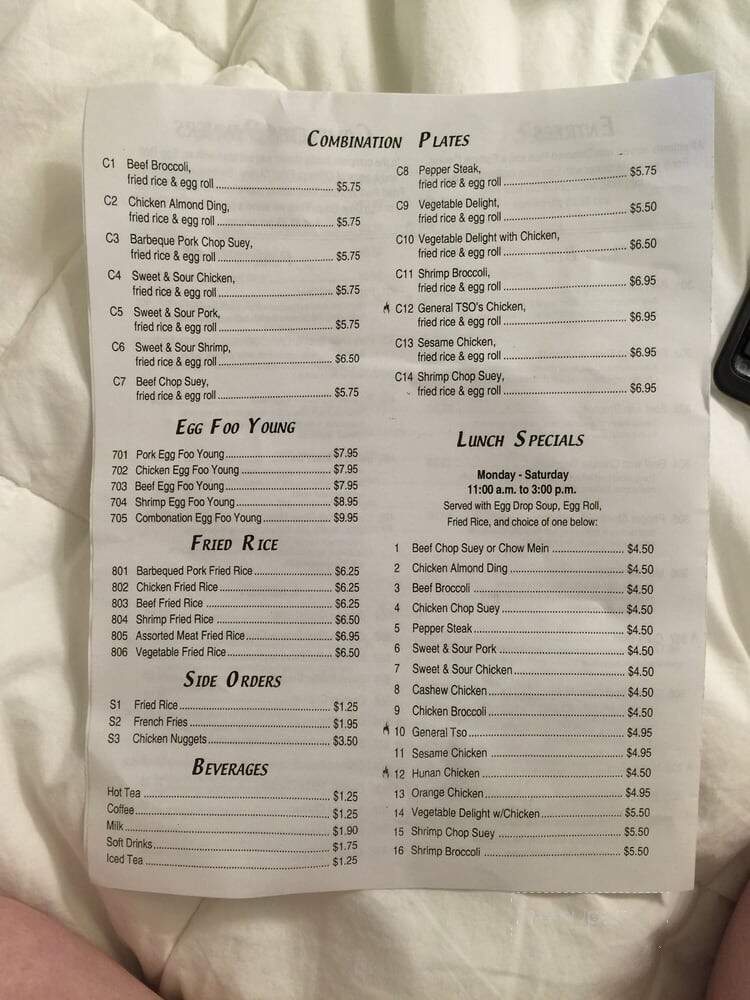 COMBINATION PLATES
C1 Beef Broccoli,
fried rice & egg roll $5.75
C2 Chicken Almond Ding,
fried rice & egg roll $5.75
C3 Barbeque Pork Chop Suey,
fried rice & egg roll $5.75
C4 Sweet & Sour Chicken,
fried rice & egg roll $5.75
C5 Sweet & Sour Pork,
fried rice & egg roll $5.75
C6 Sweet & Sour Shrimp,
fried rice & egg roll $6.50
C7 Beef Chop Suey,
fried rice & egg roll $5.75
C8 Pepper Steak,
fried rice & egg roll $5.75
C9 Vegetable Delight,
fried rice & egg roll $5.50
C10 Vegetable Delight with Chicken,
fried rice & egg roll $6.50
C11 Shrimp Broccoli,
fried rice & egg roll $6.95
C12 General TSO's Chicken,
fried rice & egg roll $6.95
C13 Sesame Chicken,
fried rice & egg roll $6.95
C14 Shrimp Chop Suey,
fried rice & egg roll $6.95
EGG FOO YOUNG
701 Pork Egg Foo Young $7.95
702 Chicken Egg Foo Young $7.95
703 Beef Egg Foo Young $7.95
704 Shrimp Egg Foo Young $8.95
705 Combonation Egg Foo Young $9.95
FRIED RICE
801 Barbequed Pork Fried Rice $6.25
802 Chicken Fried Rice $6.25
803 Beef Fried Rice $6.25
804 Shrimp Fried Rice $6.50
805 Assorted Meat Fried Rice $6.95
806 Vegetable Fried Rice $6.50
SIDE ORDERS
S1 Fried Rice $1.25
S2 French Fries $1.95
S3 Chicken Nuggets $3.50
BEVERAGES
Hot Tea $1.25
Coffee $1.25
Milk $1.90
Soft Drinks $1.75
Iced Tea $1.25
LUNCH SPECIALS
Monday - Saturday
11:00 a.m. to 3:00 p.m.
Served with Egg Drop Soup, Egg Roll,
Fried Rice, and choice of one below:
1 Beef Chop Suey or Chow Mein $4.50
2 Chicken Almond Ding $4.50
3 Beef Broccoli $4.50
4 Chicken Chop Suey $4.50
5 Pepper Steak $4.50
6 Sweet & Sour Pork $4.50
7 Sweet & Sour Chicken $4.50
8 Cashew Chicken $4.50
9 Chicken Broccoli $4.50
10 General Tso $4.95
11 Sesame Chicken $4.95
12 Hunan Chicken $4.50
13 Orange Chicken $4.95
14 Vegetable Delight w/Chicken $5.50
15 Shrimp Chop Suey $5.50
16 Shrimp Broccoli $5.50